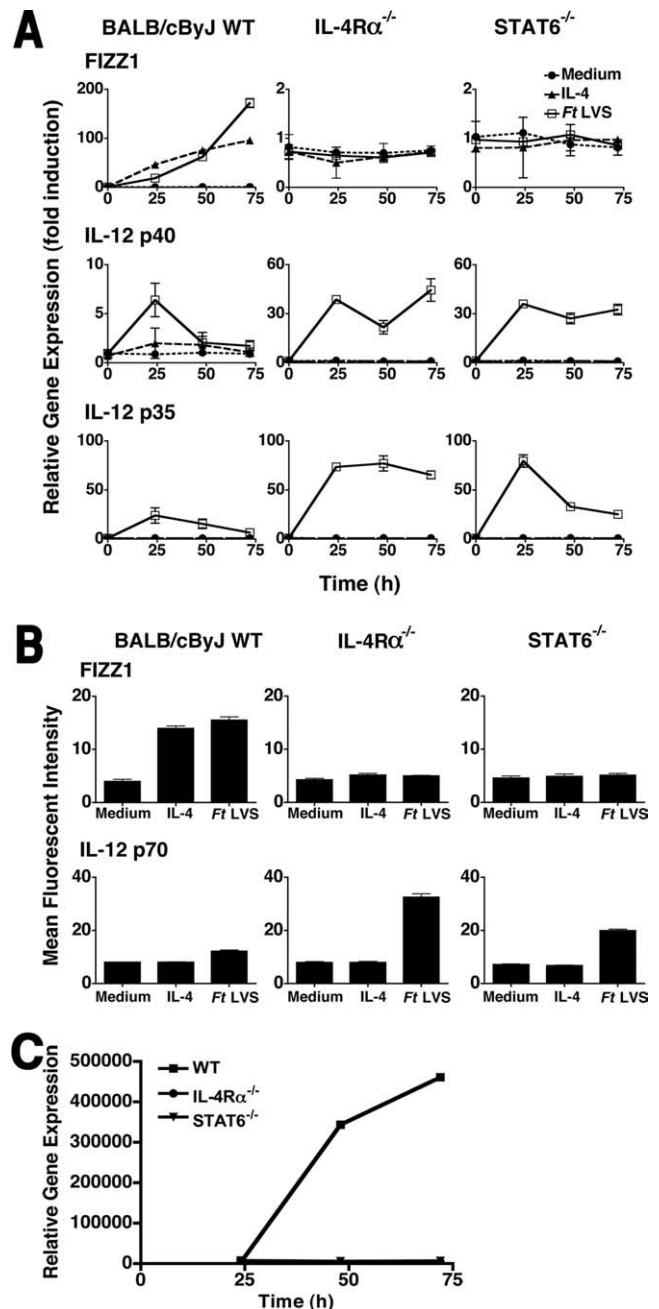 A
BALB/cByJ WT IL-4Rα-/- STAT6-/-
FIZZ1
Medium
IL-4
Ft LVS
200
100
0
0 25 50 75
2
1
0
0 25 50 75
2
1
0
0 25 50 75
Relative Gene Expression (fold induction)
IL-12 p40
10
5
0
0 25 50 75
60
30
0
0 25 50 75
60
30
0
0 25 50 75
IL-12 p35
100
50
0
0 25 50 75
100
50
0
0 25 50 75
100
50
0
0 25 50 75
Time (h)
B
BALB/cByJ WT IL-4Rα-/- STAT6-/-
FIZZ1
Mean Fluorescent Intensity
20
10
0
Medium IL-4 Ft LVS
20
10
0
Medium IL-4 Ft LVS
20
10
0
Medium IL-4 Ft LVS
IL-12 p70
40
20
0
Medium IL-4 Ft LVS
40
20
0
Medium IL-4 Ft LVS
40
20
0
Medium IL-4 Ft LVS
C
Relative Gene Expression
500000
400000
300000
200000
100000
0
WT
IL-4Rα-/-
STAT6-/-
0 25 50 75
Time (h)